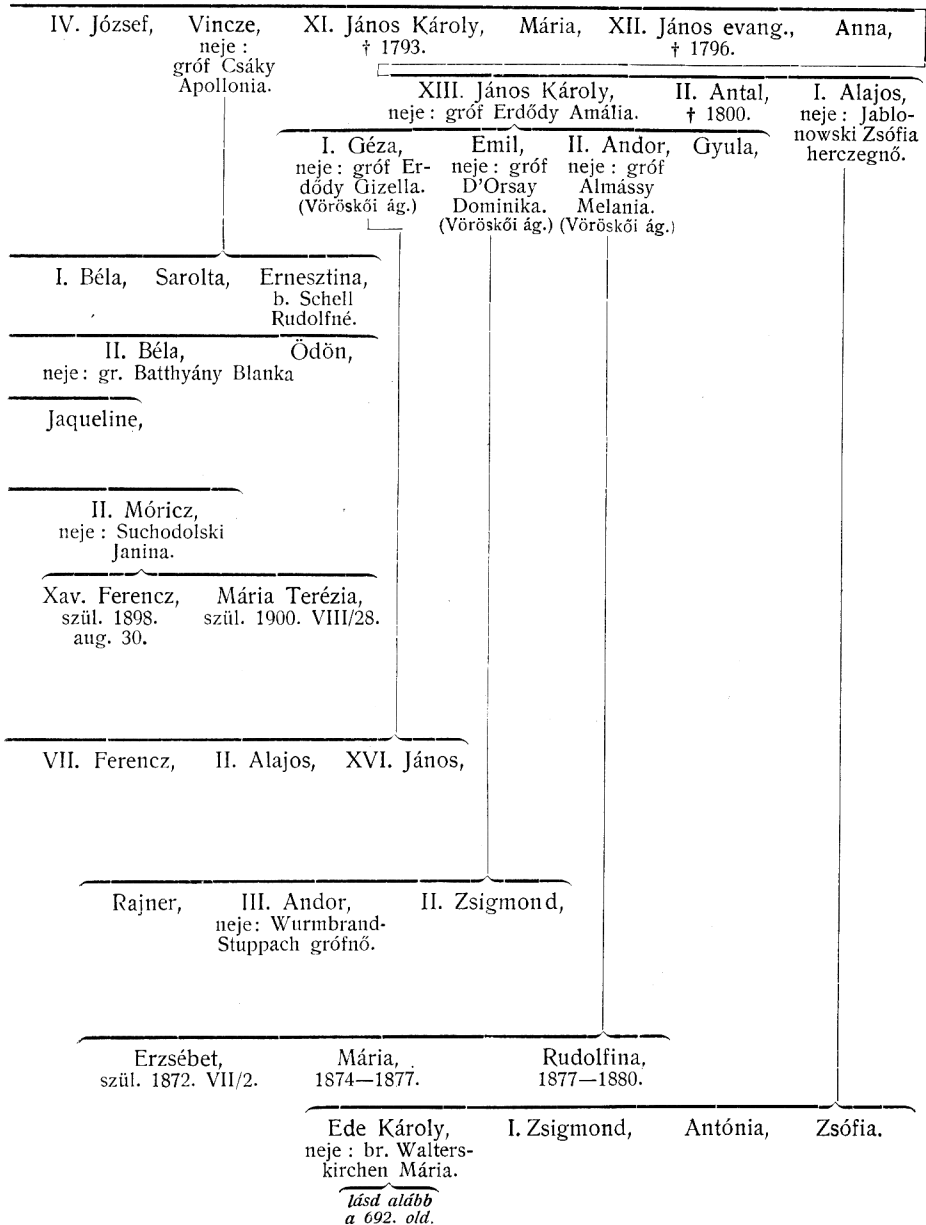 IV. József, Vincze, XI. János Károly, Mária, XII. János evang., Anna,
neje : † 1793. † 1796.
gróf Csáky
Apollonia.
XIII. János Károly, II. Antal, I. Alajos,
neje : gróf Erdődy Amália. † 1800. neje : Jablo-
nowski Zsófia
herczegnő.
I. Géza, Emil, II. Andor, Gyula,
neje : gróf Er- neje : gróf neje : gróf
dődy Gizella. D'Orsay Almássy
(Vöröskői ág.) Dominika. Melania.
(Vöröskői ág.) (Vöröskői ág.)
I. Béla, Sarolta, Ernesztina,
b. Schell
Rudolfné.
II. Béla, Ödön,
neje : gr. Batthyány Blanka
Jaqueline,
II. Móricz,
neje : Suchodolski
Janina.
Xav. Ferencz, Mária Terézia,
szül. 1898. szül. 1900. VIII/28.
aug. 30.
VII. Ferencz, II. Alajos, XVI. János,
Rajner, III. Andor, II. Zsigmond,
neje : Wurmbrand-
Stuppach grófnő.
Erzsébet, Mária, Rudolfina,
szül. 1872. VII/2. 1874—1877. 1877—1880.
Ede Károly, I. Zsigmond, Antónia, Zsófia.
neje : br. Walters-
kirchen Mária.
lásd alább
a 692. old.